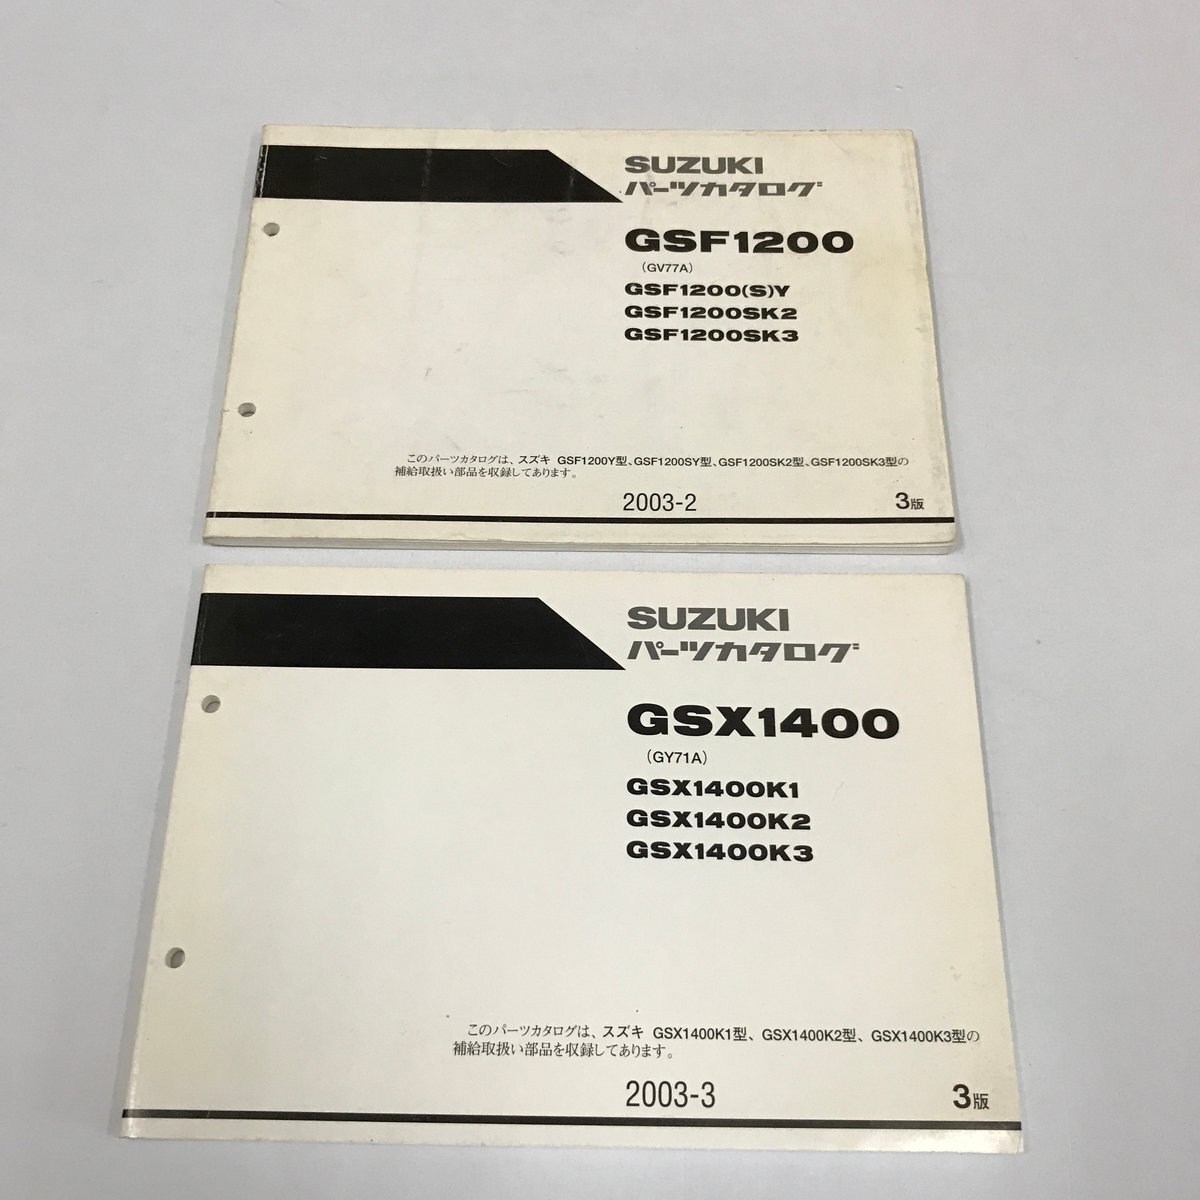 SUZUKI
パーツカタログ
GSF1200
(GV77A)
GSF1200(S)Y
GSF1200SK2
GSF1200SK3
このパーツカタログは、スズキ GSF1200Y型、GSF1200SY型、GSF1200SK2型、GSF1200SK3型の
補給取扱い部品を収録してあります。
2003-2 3版
SUZUKI
パーツカタログ
GSX1400
(GY71A)
GSX1400K1
GSX1400K2
GSX1400K3
このパーツカタログは、スズキ GSX1400K1型、GSX1400K2型、GSX1400K3型の
補給取扱い部品を収録してあります。
2003-3 3版